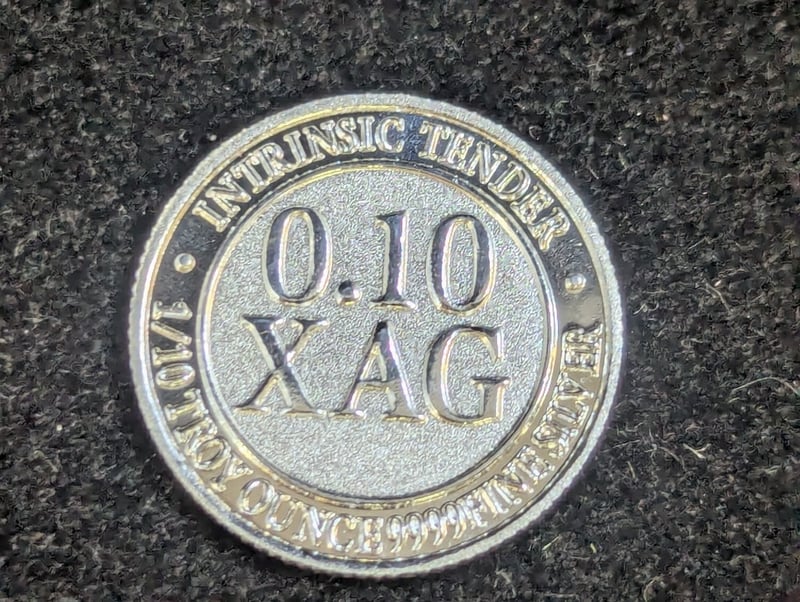 INTRINSIC TENDER
0.10
XAG
1/10 TROY OUNCE 9999 FINE SILVER